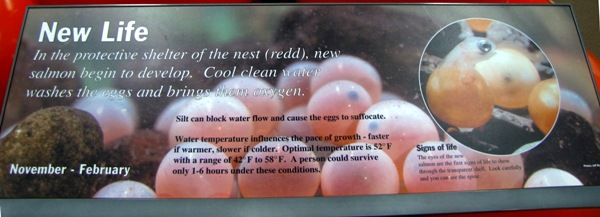 New Life
In the protective shelter of the nest (redd), new
salmon begin to develop. Cool clean water
washes the eggs and brings them oxygen.
Silt can block water flow and cause the eggs to suffocate.
Water temperature influences the pace of growth - faster
if warmer, slower if colder. Optimal temperature is 52°F
with a range of 42°F to 58°F. A person could survive
only 1-6 hours under these conditions.
November - February
Signs of life
The eyes of the new
salmon are the first signs of life to show
through the transparent shell. Look carefully
and you can see the spine.